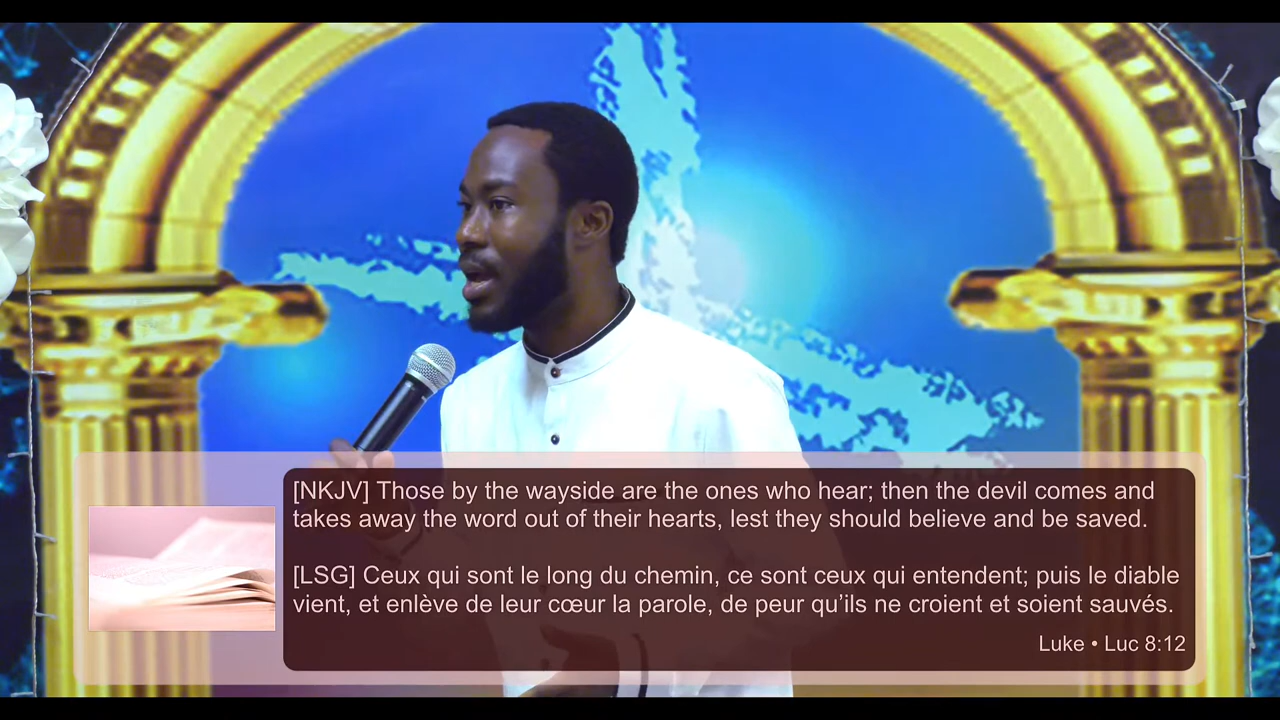 [NKJV] Those by the wayside are the ones who hear; then the devil comes and
takes away the word out of their hearts, lest they should believe and be saved.
[LSG] Ceux qui sont le long du chemin, ce sont ceux qui entendent; puis le diable
vient, et enlève de leur cœur la parole, de peur qu’ils ne croient et soient sauvés.
Luke • Luc 8:12